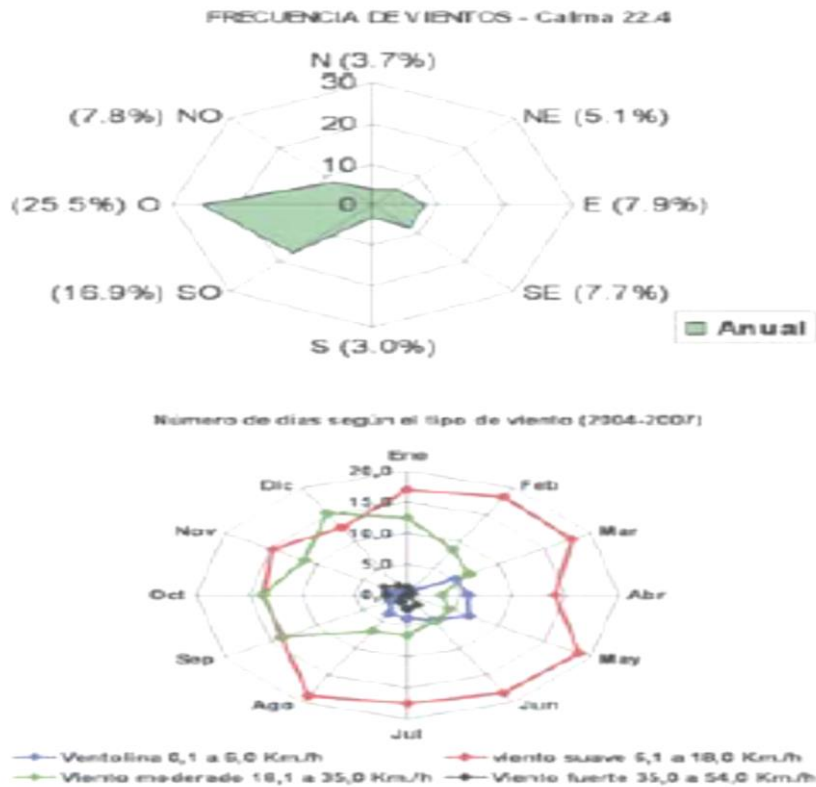 FRECUENCIA DE VIENTOS - Calma 22.4
N (3.7%)
30
(7.8%) NO
NE (5.1%)
20
10
(25.5%) O
0
E (7.9%)
(16.9%) SO
SE (7.7%)
S (3.0%)
Anual
Número de días según el tipo de viento (2004-2007)
Ene
20,0
Dic
Feb
15,0
Nov
10,0
Mar
5,0
Oct
0,0
Abr
Sep
May
Ago
Jun
Jul
Ventolina 0,1 a 5,0 Km./h
viento suave 5,1 a 18,0 Km./h
Viento moderado 18,1 a 35,0 Km./h
Viento fuerte 35,0 a 54,0 Km./h